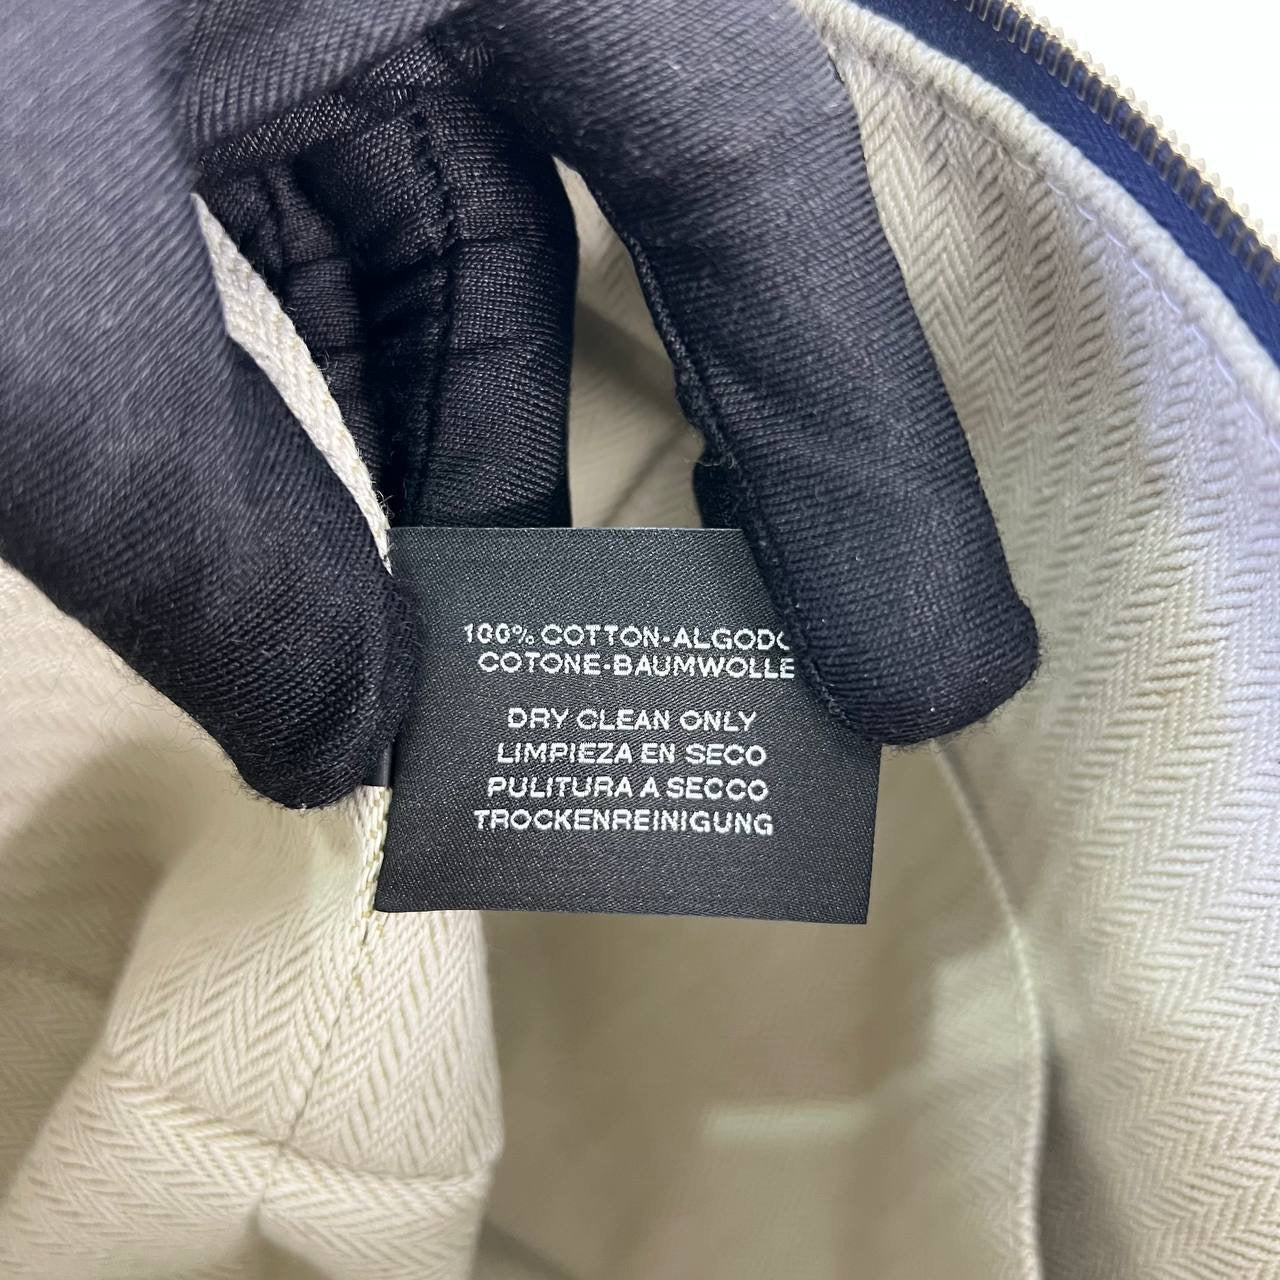 100% COTTON-ALGODO
COTONE-BAUMWOLLE
DRY CLEAN ONLY
LIMPIEZA EN SECO
PULITURA A SECCO
TROCKENREINIGUNG